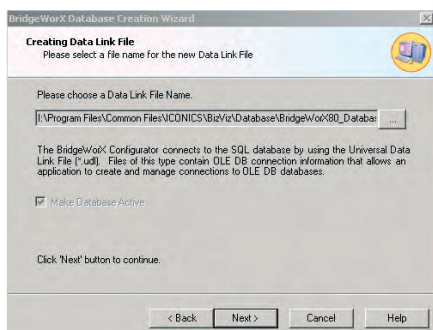 BridgeWorX Database Creation Wizard
Creating Data Link File
Please select a file name for the new Data Link File
Please choose a Data Link File Name.
I:\Program Files\Common Files\ICONICS\BizViz\Database\BridgeWorX80_Databas
...
The BridgeWorX Configurator connects to the SQL database by using the Universal Data
Link File (*.udl). Files of this type contain OLE DB connection information that allows an
application to create and manage connections to OLE DB databases.
Make Database Active
Click 'Next' button to continue.
< Back
Next >
Cancel
Help